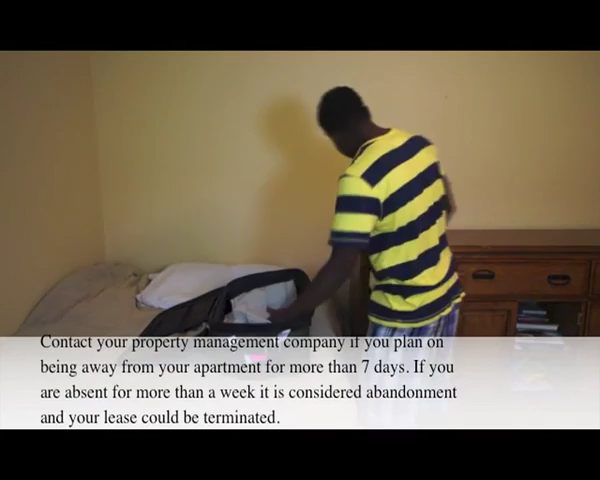 Contact your property management company if you plan on
being away from your apartment for more than 7 days. If you
are absent for more than a week it is considered abandonment
and your lease could be terminated.